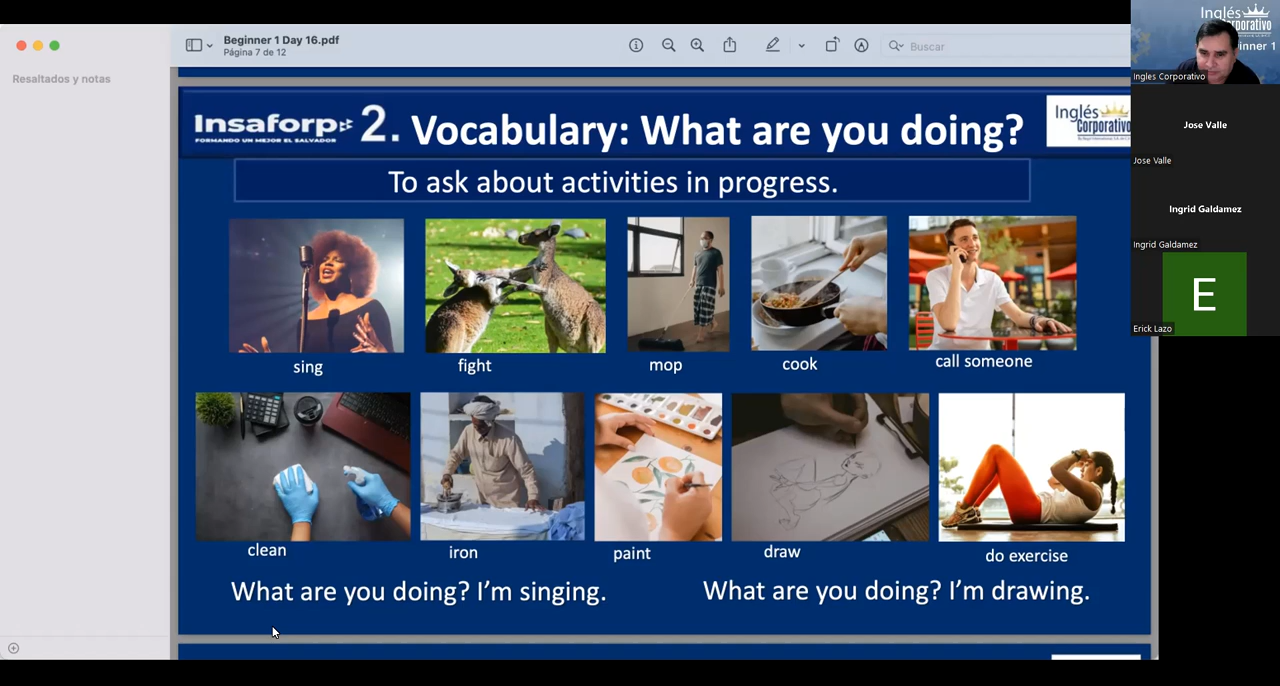 Beginner 1 Day 16.pdf
Página 7 de 12
Buscar
Resaltados y notas
Insaforp
FORMANDO UN MEJOR EL SALVADOR
2. Vocabulary: What are you doing?
Inglés
Corporativo
To ask about activities in progress.
sing
fight
mop
cook
call someone
clean
iron
paint
draw
do exercise
What are you doing? I'm singing.
What are you doing? I'm drawing.
Inglés
Ingles Corporativo
Jose Valle
Jose Valle
Ingrid Galdamez
Ingrid Galdamez
E
Erick Lazo